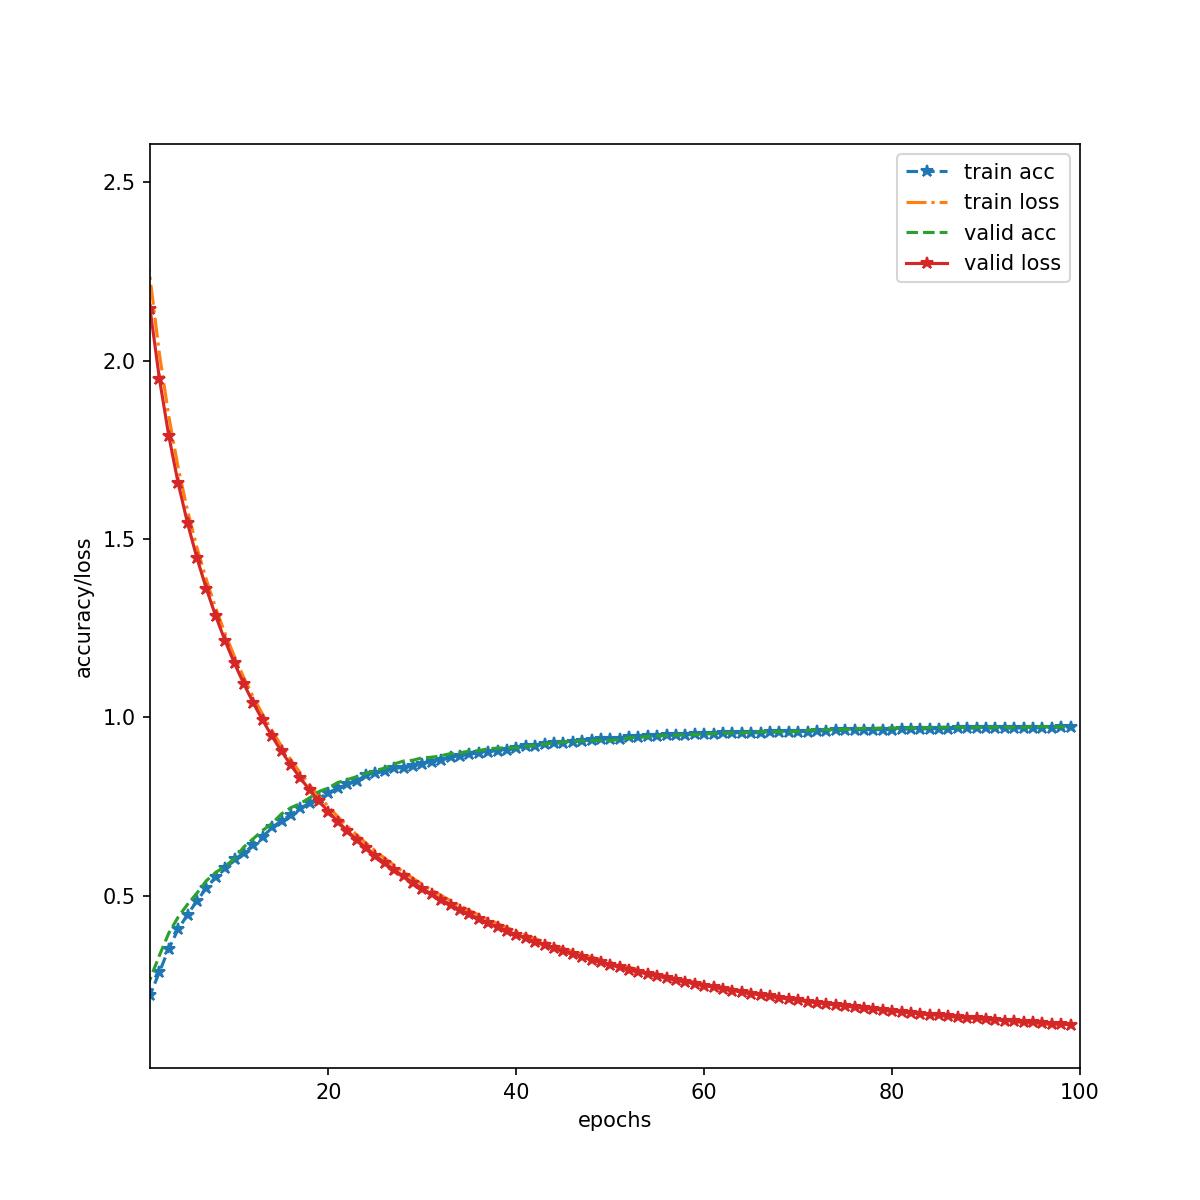 2.5
2.0
1.5
1.0
0.5
accuracy/loss
train acc
train loss
valid acc
valid loss
20 40 60 80 100
epochs